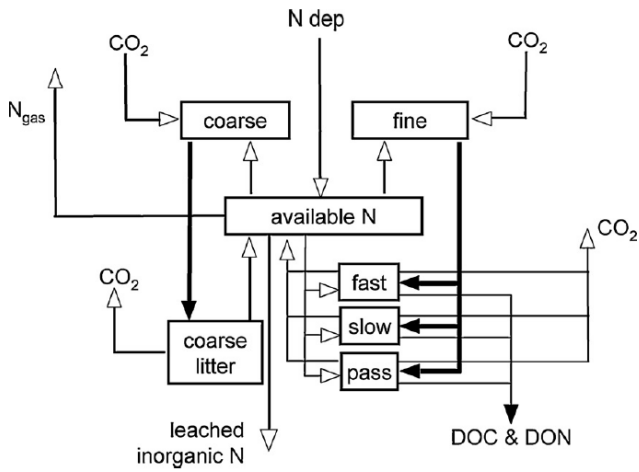 N dep
CO2
CO2
Ngas
coarse
fine
available N
CO2
CO2
fast
slow
coarse
litter
pass
leached
inorganic N
DOC & DON